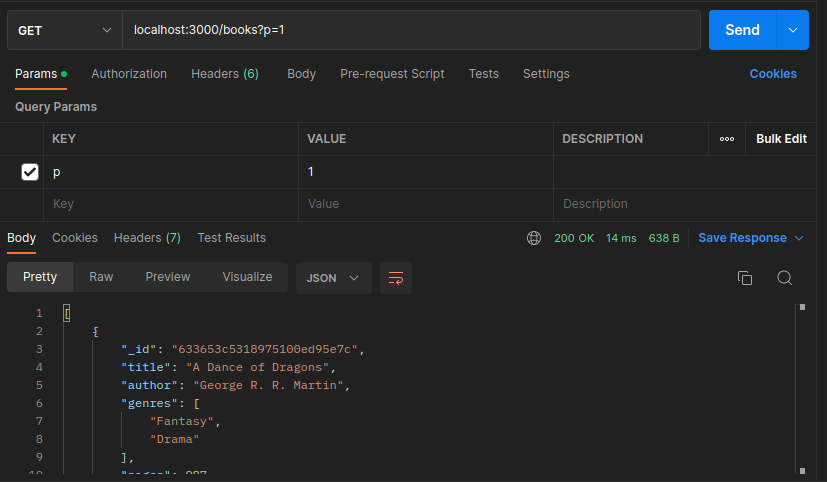 GET localhost:3000/books?p=1 Send
Params Authorization Headers (6) Body Pre-request Script Tests Settings Cookies
Query Params
KEY VALUE DESCRIPTION Bulk Edit
p 1
Key Value Description
Body Cookies Headers (7) Test Results 200 OK 14 ms 638 B Save Response
Pretty Raw Preview Visualize JSON
1 [
2 {
3 "_id": "633653c5318975100ed95e7c",
4 "title": "A Dance of Dragons",
5 "author": "George R. R. Martin",
6 "genres": [
7 "Fantasy",
8 "Drama"
9 ],